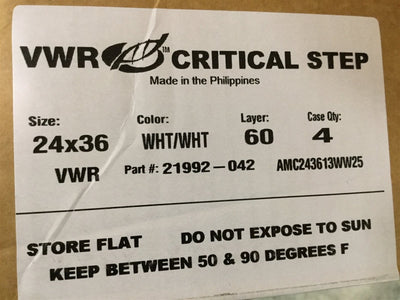 VWR TM CRITICAL STEP
Made in the Philippines
Size: Color: Layer: Case Qty:
24x36 WHT/WHT 60 4
VWR Part #: 21992-042 AMC243613WW25
STORE FLAT DO NOT EXPOSE TO SUN
KEEP BETWEEN 50 & 90 DEGREES F